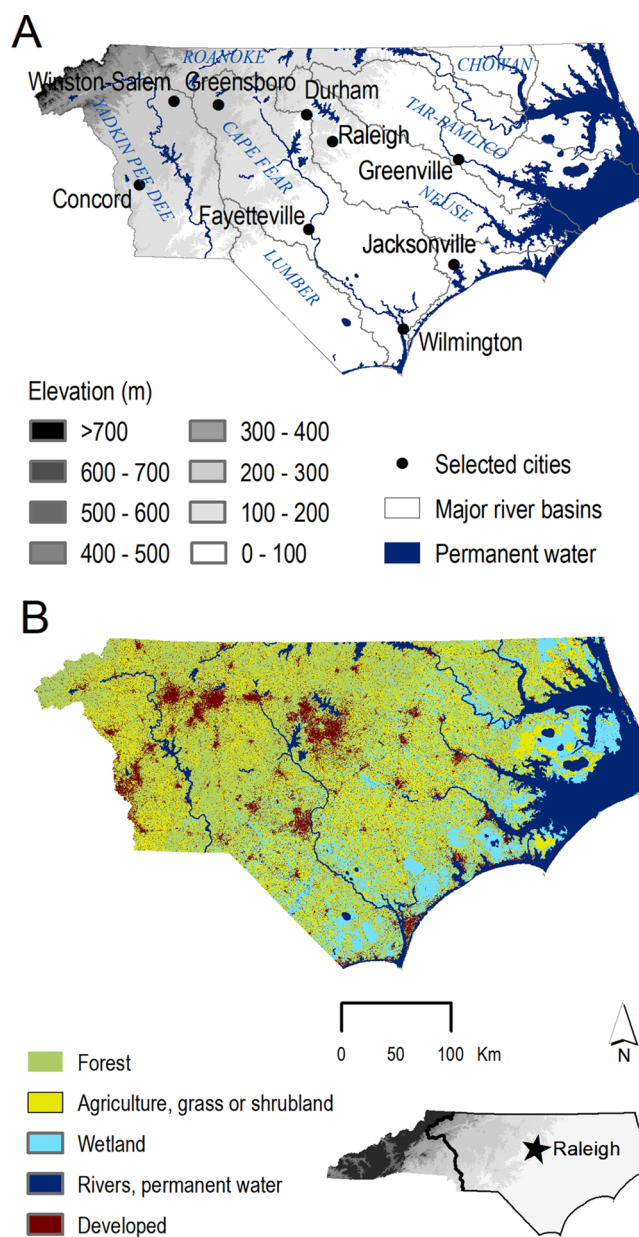 A
ROANOKE
CHOWAN
Winston-Salem
Greensboro
Durham
YADKIN PEE DEE
CAPE FEAR
TAR-PAMLICO
Raleigh
Greenville
Concord
NEUSE
Fayetteville
Jacksonville
LUMBER
Wilmington
Elevation (m)
>700
600 - 700
500 - 600
400 - 500
300 - 400
200 - 300
100 - 200
0 - 100
Selected cities
Major river basins
Permanent water
B
0 50 100 Km
N
Forest
Agriculture, grass or shrubland
Wetland
Rivers, permanent water
Developed
Raleigh